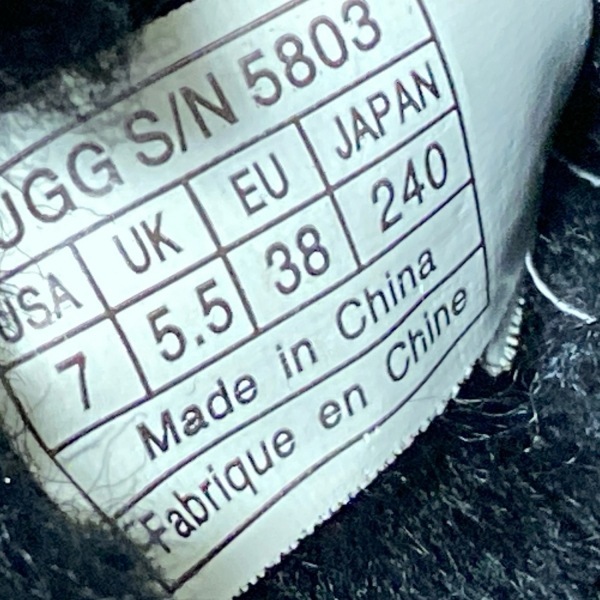 UGG S/N 5803
USA UK EU JAPAN
7 5.5 38 240
Made in China
Fabrique en Chine